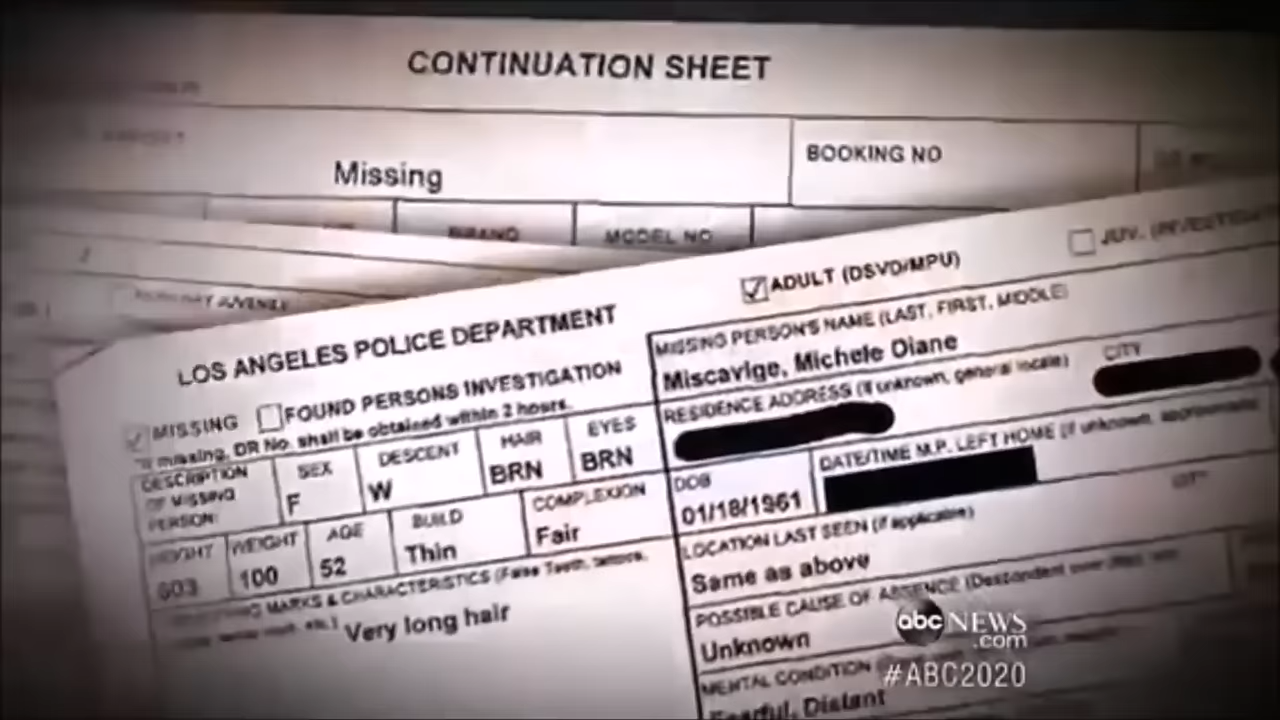 CONTINUATION SHEET
Missing
BOOKING NO
BRAND
MODEL NO
JUVENILE
ADULT (DSVD/MPU)
JUV.
LOS ANGELES POLICE DEPARTMENT
MISSING
FOUND PERSONS INVESTIGATION
If missing, DR No. shall be obtained within 2 hours.
DESCRIPTION
OF MISSING
PERSON:
SEX
F
DESCENT
W
HAIR
BRN
EYES
BRN
HEIGHT
503
WEIGHT
100
AGE
52
BUILD
Thin
COMPLEXION
Fair
MARKS & CHARACTERISTICS (False Teeth,
Very long hair
MISSING PERSON'S NAME (LAST, FIRST, MIDDLE)
Miscavige, Michele Diane
RESIDENCE ADDRESS (If unknown, general locale)
CITY
DOB
01/18/1961
DATE/TIME M.P. LEFT HOME (If unknown,
CITY
LOCATION LAST SEEN (If applicable)
Same as above
POSSIBLE CAUSE OF ABSENCE
Unknown
MENTAL CONDITION
Fearful, Distant
abc NEWS
.com
#ABC2020